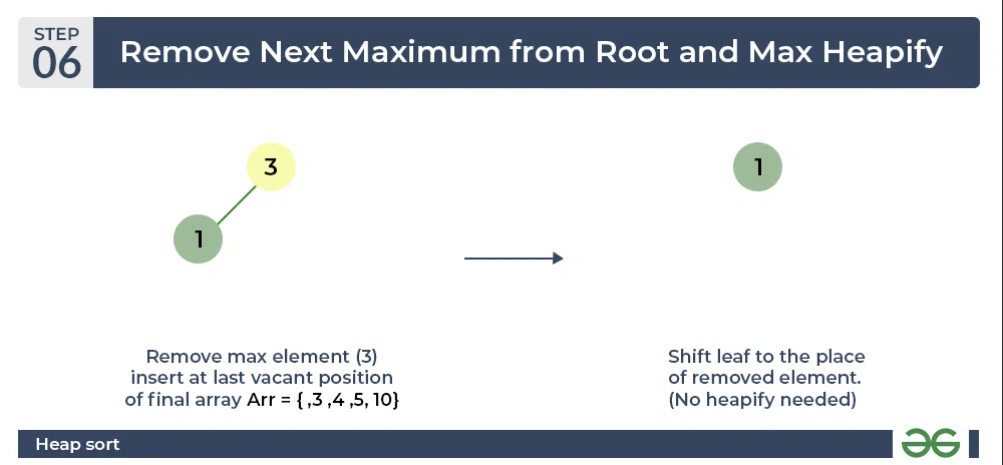 STEP
06
Remove Next Maximum from Root and Max Heapify
3
1
1
Remove max element (3)
insert at last vacant position
of final array Arr = { ,3 ,4 ,5, 10}
Shift leaf to the place
of removed element.
(No heapify needed)
Heap sort